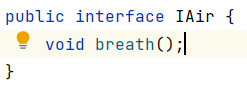 public interface IAir {
    void breath();
}